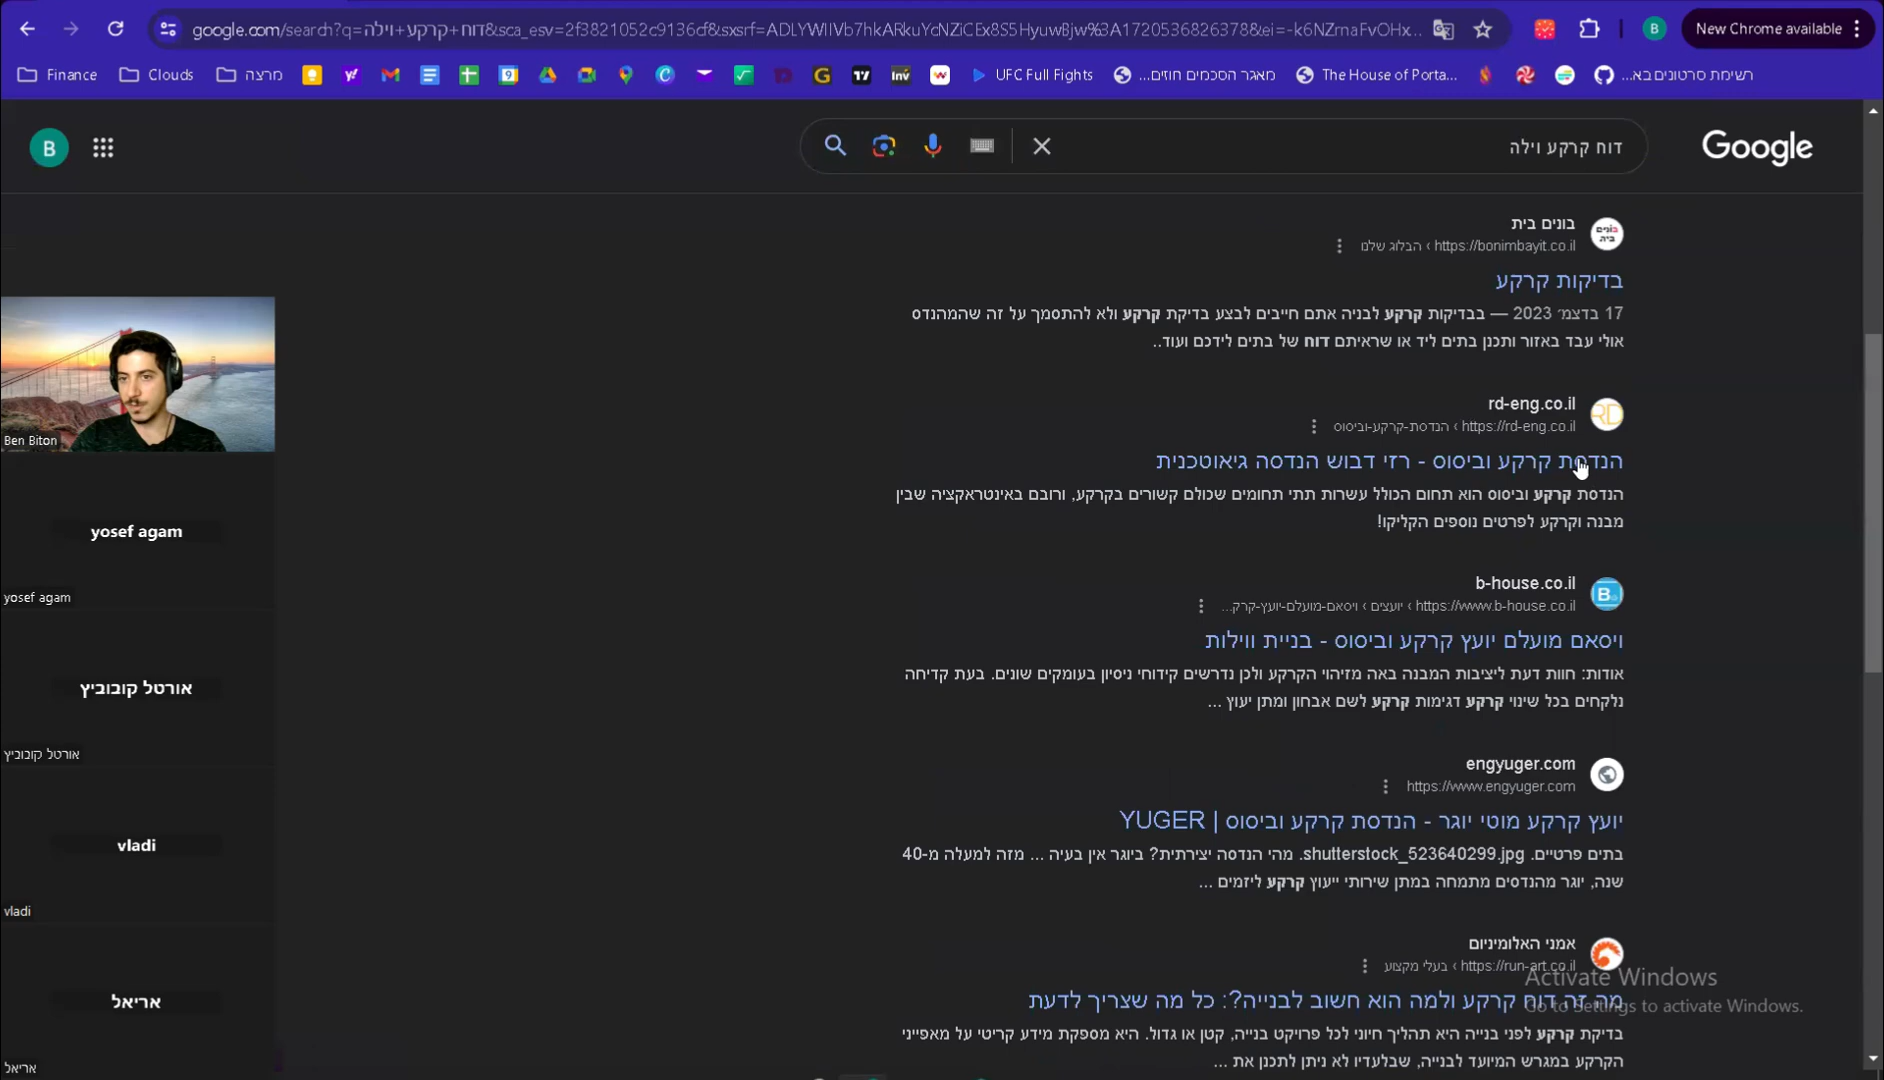 google.com/search?q=דוח+קרקע+וילה&sca_esv=2f3821052c9136cf&sxsrf=ADLYWIIVb7hkARkuYcNZiCEx8S5HyuwBjw%3A1720536826378&ei=-k6NZrnaFvOHx...
New Chrome available
Finance
Clouds
מרצה
UFC Full Fights
מאגר הסכמים חוזים...
The House of Porta...
רשימת סרטונים בא...
B
דוח קרקע וילה
Google
בונים בית
https://bonimbayit.co.il › הבלוג שלנו
בדיקות קרקע
17 בדצמ׳ 2023 — בבדיקות קרקע לבניה אתם חייבים לבצע בדיקת קרקע ולא להתסמך על זה שהמהנדס
אולי עבד באזור ותכנן בתים ליד או שראיתם דוח של בתים לידכם ועוד..
rd-eng.co.il
https://rd-eng.co.il › הנדסת-קרקע-וביסוס
הנדסת קרקע וביסוס - רזי דבוש הנדסה גיאוטכנית
הנדסת קרקע וביסוס הוא תחום הכולל עשרות תתי תחומים שכולם קשורים בקרקע, ורובם באינטראקציה שבין
מבנה וקרקע לפרטים נוספים הקליקו!
b-house.co.il
https://www.b-house.co.il › יועצים › ויסאם-מועלם-יועץ-קרק...
ויסאם מועלם יועץ קרקע וביסוס - בניית ווילות
אודות: חוות דעת ליציבות המבנה באה מזיהוי הקרקע ולכן נדרשים קידוחי ניסיון בעומקים שונים. בעת קדיחה
נלקחים בכל שינוי קרקע דגימות קרקע לשם אבחון ומתן יעוץ ...
engyuger.com
https://www.engyuger.com
יועץ קרקע מוטי יוגר - הנדסת קרקע וביסוס | YUGER
בתים פרטיים. shutterstock_523640299.jpg. מהי הנדסה יצירתית? ביוגר אין בעיה ... מזה למעלה מ-40
שנה, יוגר מהנדסים מתמחה במתן שירותי ייעוץ קרקע ליזמים ...
אמני האלומיניום
https://run-art.co.il › בעלי מקצוע
מה זה דוח קרקע ולמה הוא חשוב לבנייה?: כל מה שצריך לדעת
בדיקת קרקע לפני בנייה היא תהליך חיוני לכל פרויקט בנייה, קטן או גדול. היא מספקת מידע קריטי על מאפייני
הקרקע במגרש המיועד לבנייה, שבלעדיו לא ניתן לתכנן את ...
Activate Windows
Go to Settings to activate Windows.
Ben Biton
yosef agam
yosef agam
אורטל קובוביץ
אורטל קובוביץ
vladi
vladi
אריאל
אריאל